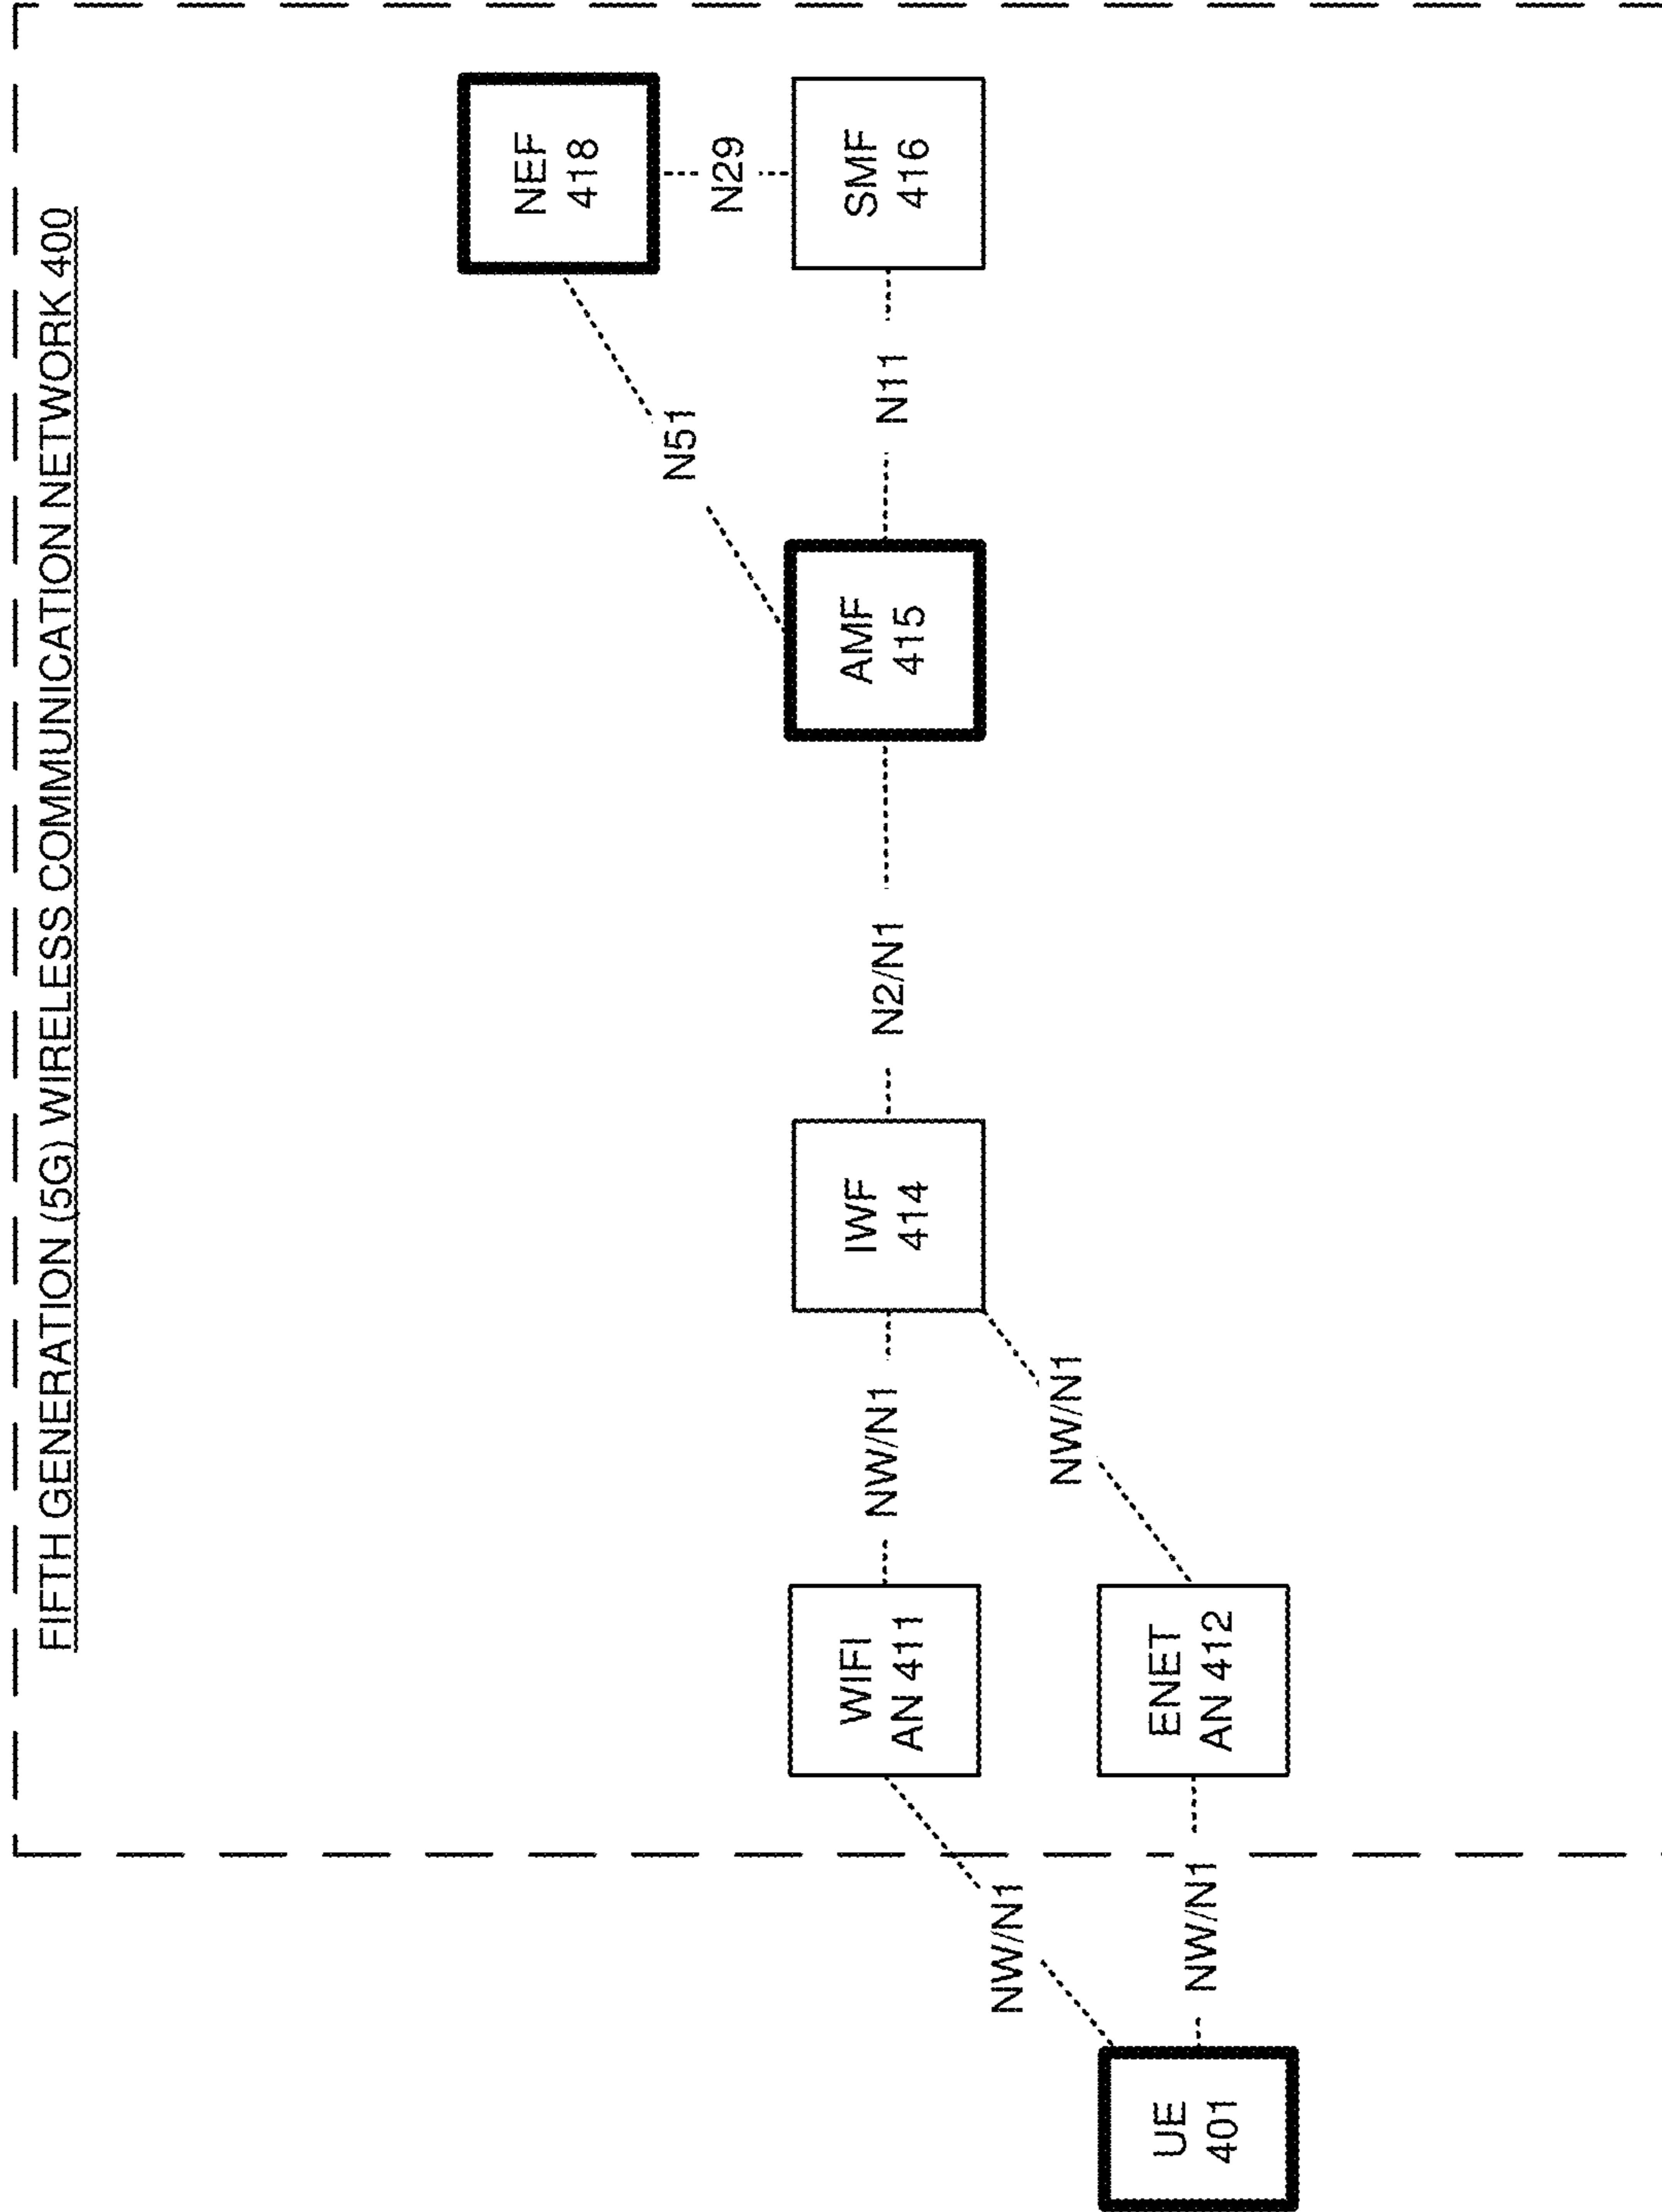 FIFTH GENERATION (5G) WIRELESS COMMUNICATION NETWORK 400
NEF
418
N51
N29
UE
401
NW/N1
NW/N1
WIFI
AN 411
ENET
AN 412
NW/N1
NW/N1
IWF
414
N2/N1
AMF
415
N11
SMF
416